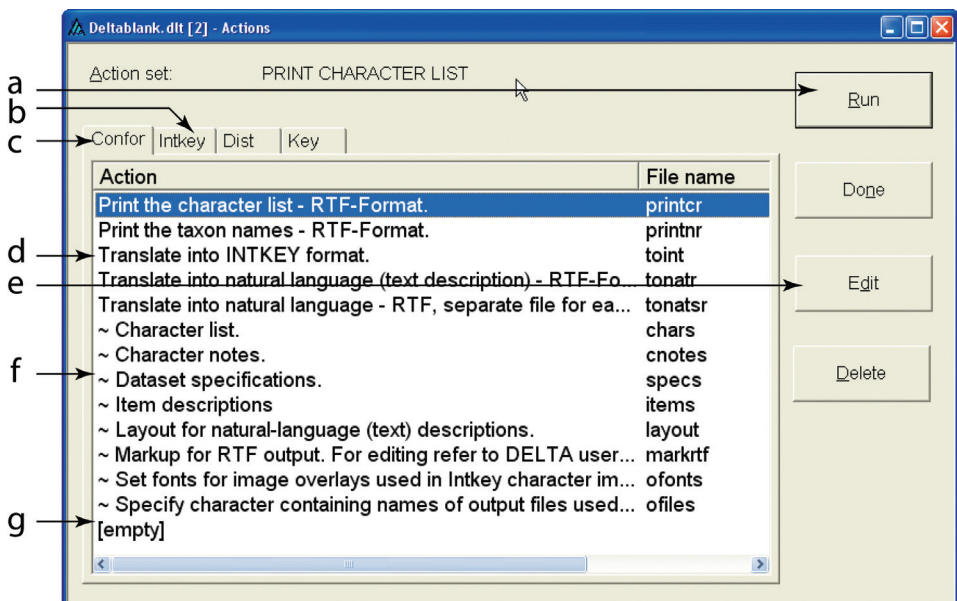 Deltablank.dlt [2] - Actions
Action set: PRINT CHARACTER LIST
a
Run
b
c
Confor Intkey Dist Key
Action File name
Done
Print the character list - RTF-Format. printcr
Print the taxon names - RTF-Format. printnr
d
Translate into INTKEY format. toint
e
Translate into natural language (text description) - RTF-Fo... tonatr
Edit
Translate into natural language - RTF, separate file for ea... tonatsr
~ Character list. chars
~ Character notes. cnotes
f
~ Dataset specifications. specs
Delete
~ Item descriptions items
~ Layout for natural-language (text) descriptions. layout
~ Markup for RTF output. For editing refer to DELTA user... markrtf
~ Set fonts for image overlays used in Intkey character im... ofonts
~ Specify character containing names of output files used... ofiles
g
[empty]